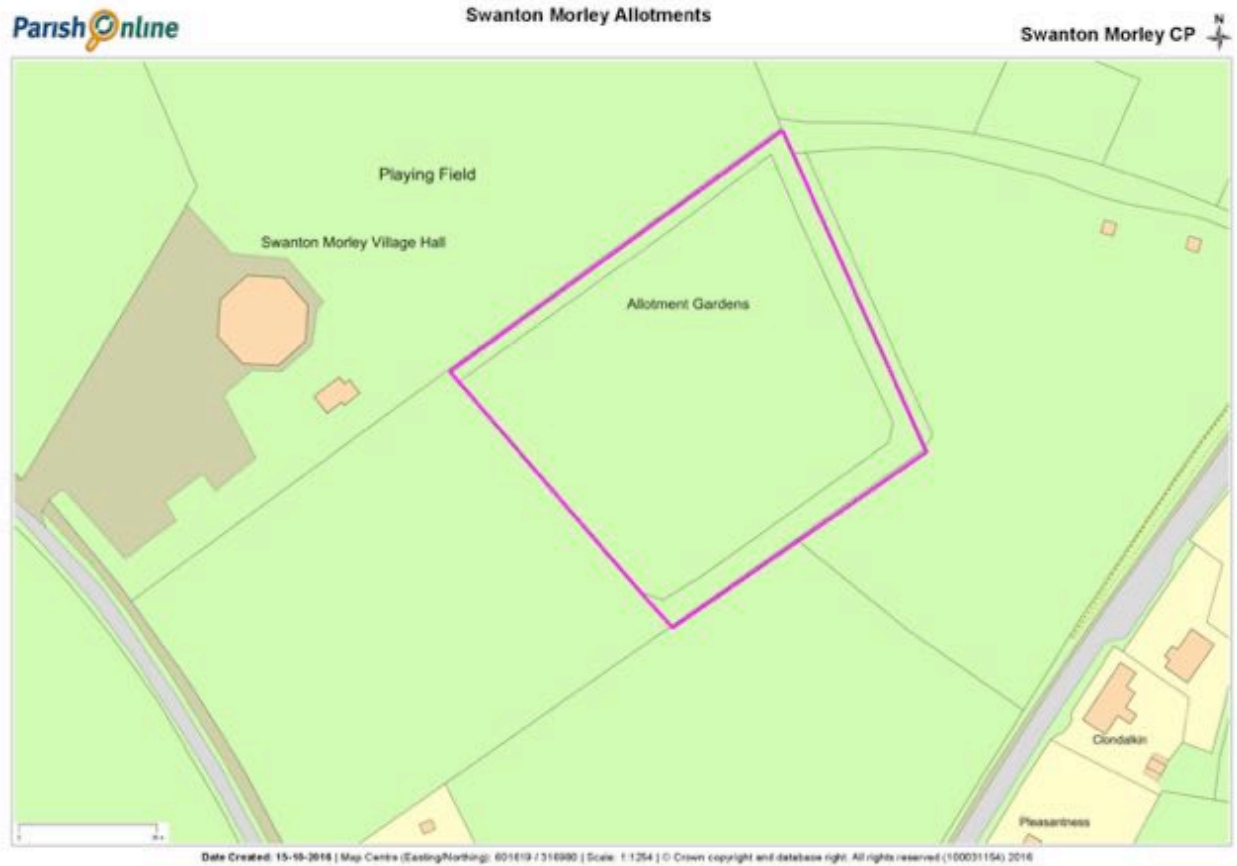 Parish Online
Swanton Morley Allotments
Swanton Morley CP
N
Playing Field
Swanton Morley Village Hall
Allotment Gardens
Clondalkin
Pleasantness
Date Created: 15-10-2016 | Map Centre (Easting/Northing): 601619 / 316980 | Scale: 1:1254 | © Crown copyright and database right. All rights reserved (100031154) 2016